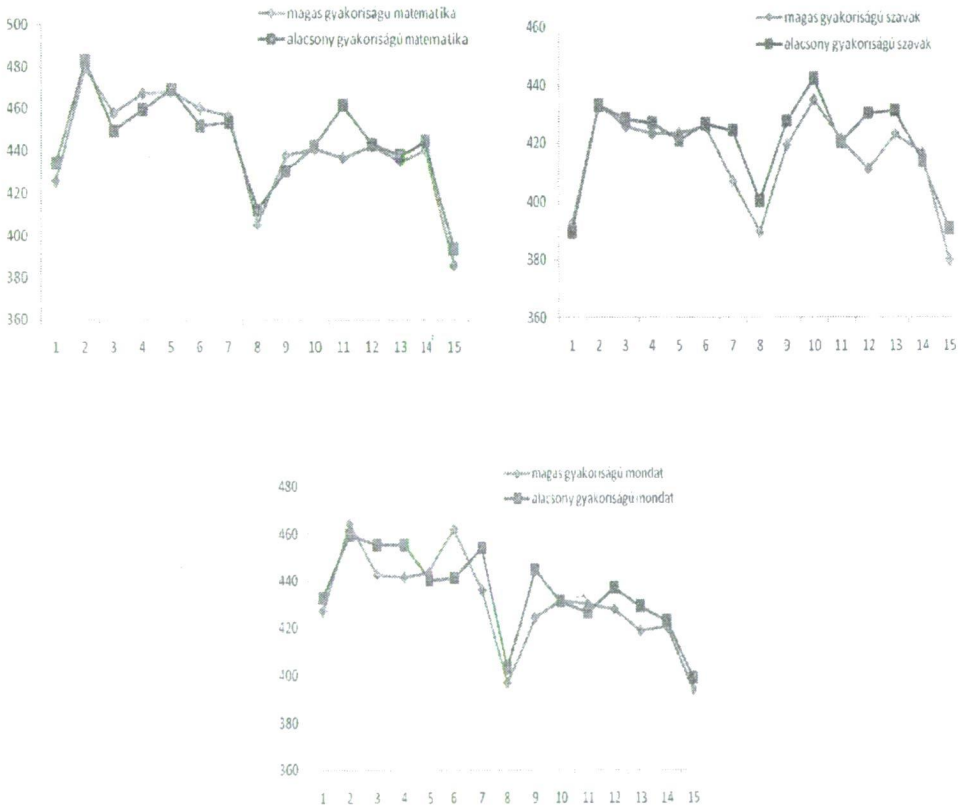 magas gyakoriságú matematika
alacsony gyakoriságú matematika
500
480
460
440
420
400
380
360
1 2 3 4 5 6 7 8 9 10 11 12 13 14 15
magas gyakoriságú szavak
alacsony gyakoriságú szavak
460
440
420
400
380
360
1 2 3 4 5 6 7 8 9 10 11 12 13 14 15
magas gyakoriságú mondat
alacsony gyakoriságú mondat
480
460
440
420
400
380
360
1 2 3 4 5 6 7 8 9 10 11 12 13 14 15